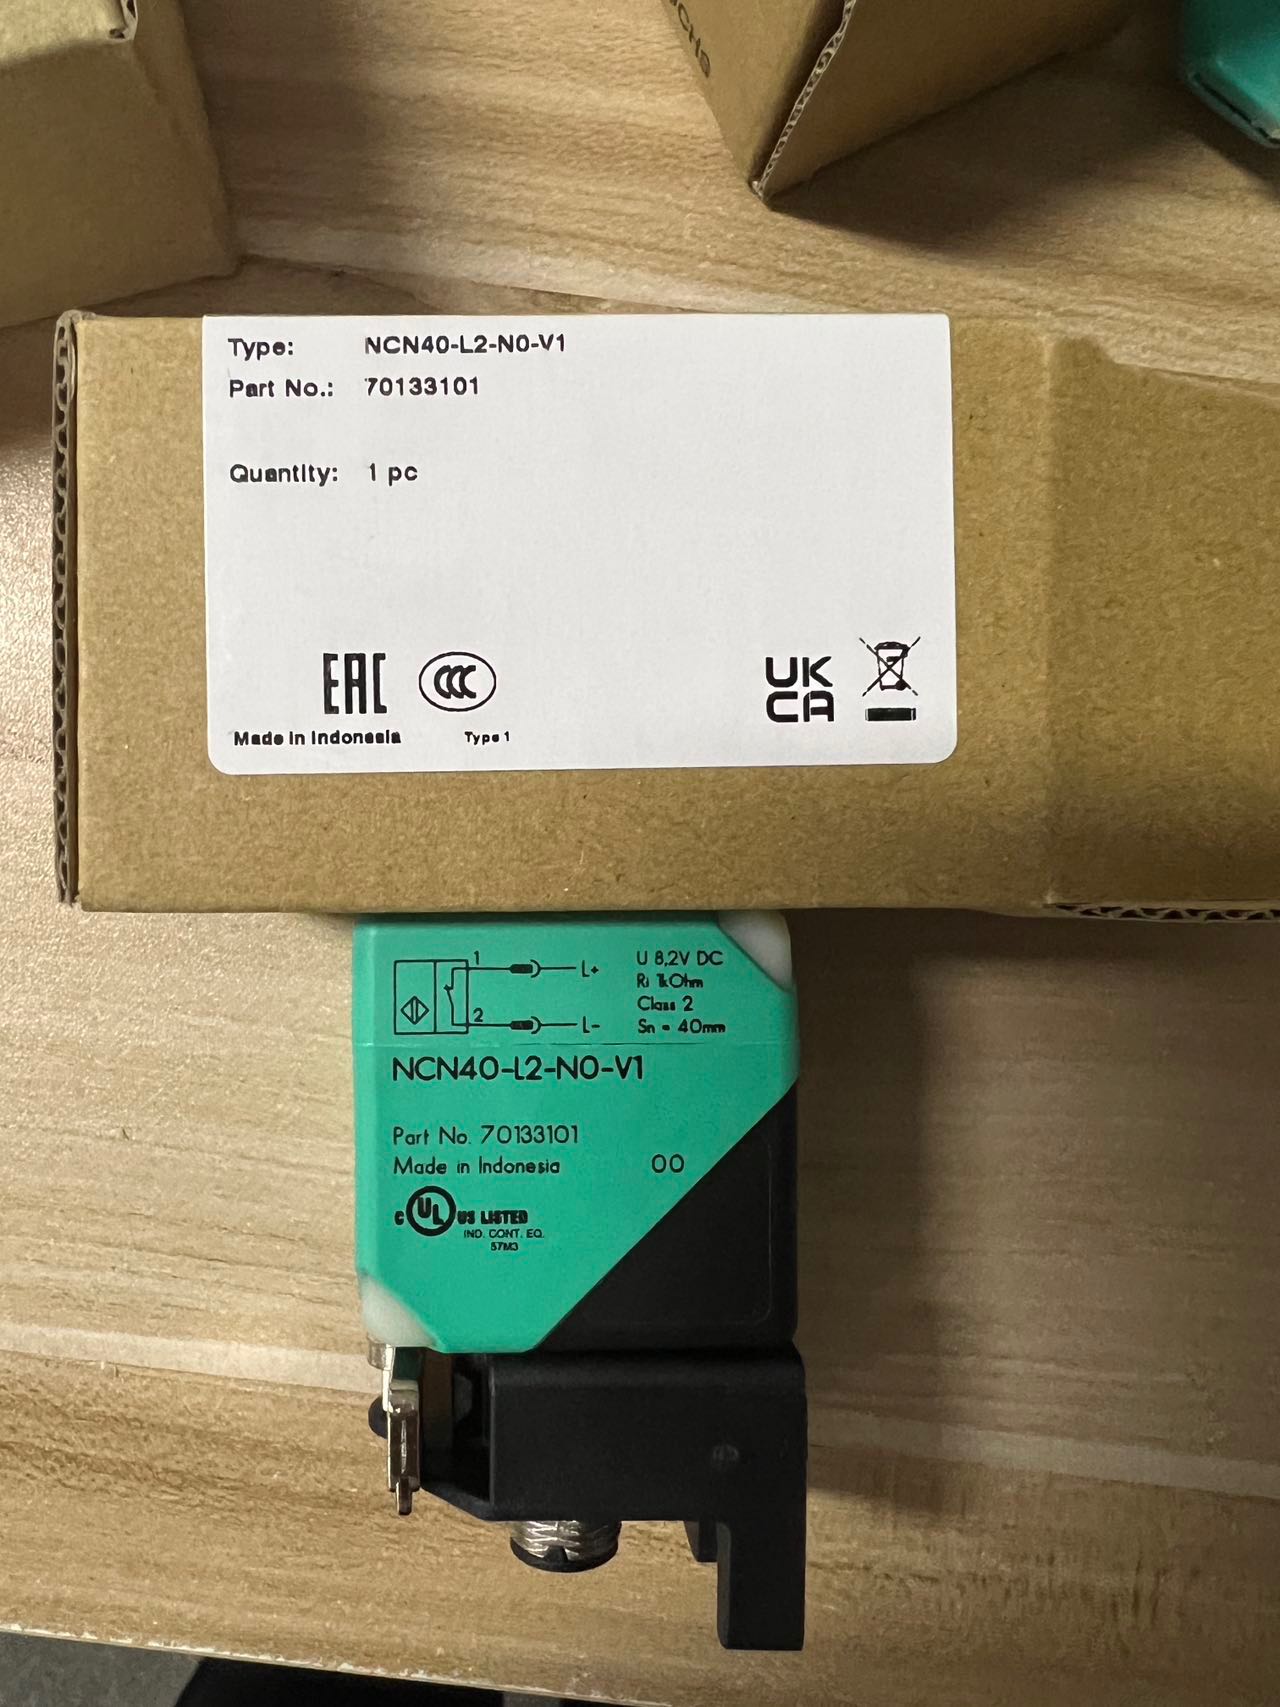 Type: NCN40-L2-N0-V1
Part No.: 70133101
Quantity: 1 pc
EAC
CCC
UK
CA
Made in Indonesia Type 1
1
L+
2
L-
U 8,2V DC
Ri 1kOhm
Class 2
Sn = 40mm
NCN40-L2-N0-V1
Part No. 70133101
Made in Indonesia 00
c UL US LISTED
IND. CONT. EQ.
57M3